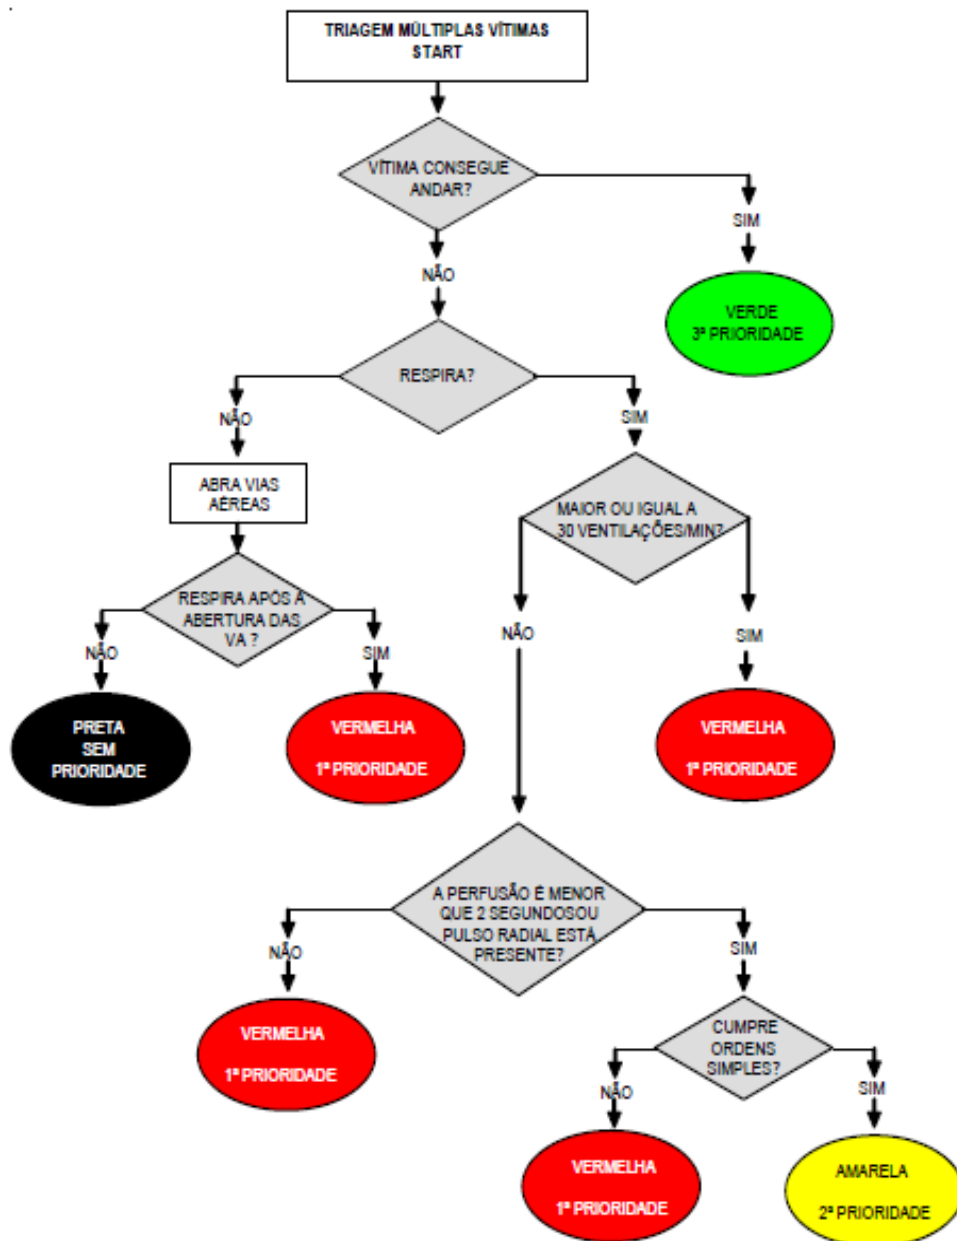 TRIAGEM MÚLTIPLAS VÍTIMAS
START
VÍTIMA CONSEGUE
ANDAR?
SIM
NÃO
VERDE
3ª PRIORIDADE
RESPIRA?
NÃO
SIM
ABRA VIAS
AÉREAS
MAIOR OU IGUAL A
30 VENTILAÇÕES/MIN?
RESPIRA APÓS A
ABERTURA DAS
VA ?
NÃO
SIM
NÃO
SIM
PRETA
SEM
PRIORIDADE
VERMELHA
1ª PRIORIDADE
VERMELHA
1ª PRIORIDADE
A PERFUSÃO É MENOR
QUE 2 SEGUNDOSOU
PULSO RADIAL ESTÁ
PRESENTE?
NÃO
SIM
VERMELHA
1ª PRIORIDADE
CUMPRE
ORDENS
SIMPLES?
NÃO
SIM
VERMELHA
1ª PRIORIDADE
AMARELA
2ª PRIORIDADE